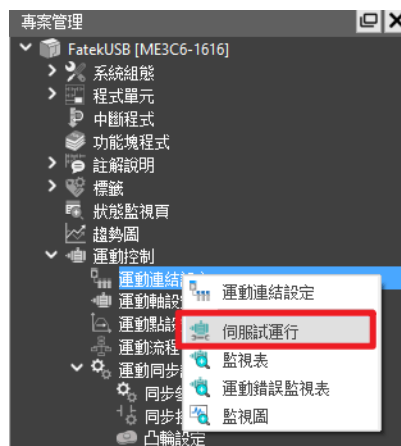 專案管理
FatekUSB [ME3C6-1616]
系統組態
程式單元
中斷程式
功能塊程式
註解說明
標籤
狀態監視頁
趨勢圖
運動控制
運動連結設定
運動軸設
運動點設
運動流程
運動同步
同步
同步
凸輪設定
運動連結設定
伺服試運行
監視表
運動錯誤監視表
監視圖